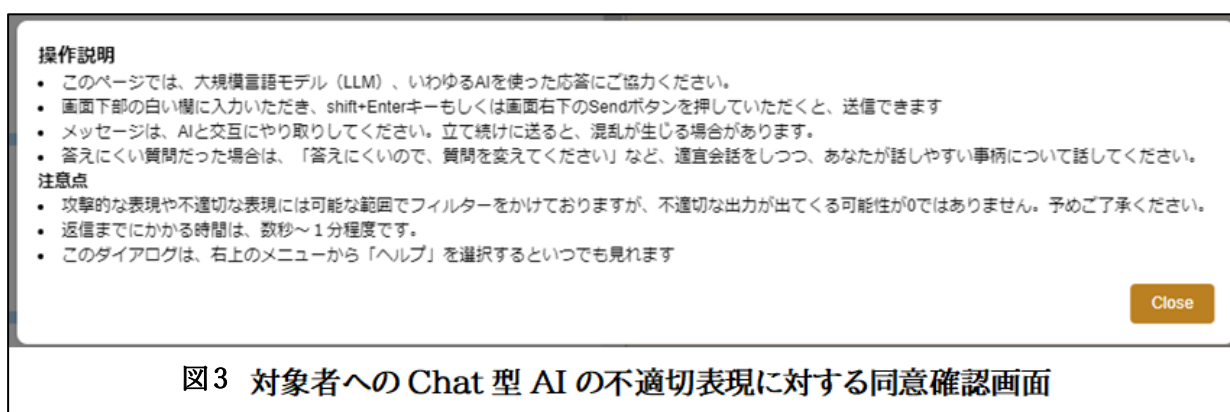 操作説明
• このページでは、大規模言語モデル（LLM）、いわゆるAIを使った応答にご協力ください。
• 画面下部の白い欄に入力いただき、shift+Enterキーもしくは画面右下のSendボタンを押していただくと、送信できます
• メッセージは、AIと交互にやり取りしてください。立て続けに送ると、混乱が生じる場合があります。
• 答えにくい質問だった場合は、「答えにくいので、質問を変えてください」など、適宜会話をしつつ、あなたが話しやすい事柄について話してください。
注意点
• 攻撃的な表現や不適切な表現には可能な範囲でフィルターをかけておりますが、不適切な出力が出てくる可能性が0ではありません。予めご了承ください。
• 返信までにかかる時間は、数秒～１分程度です。
• このダイアログは、右上のメニューから「ヘルプ」を選択するといつでも見れます
Close
図3 対象者への Chat 型 AI の不適切表現に対する同意確認画面